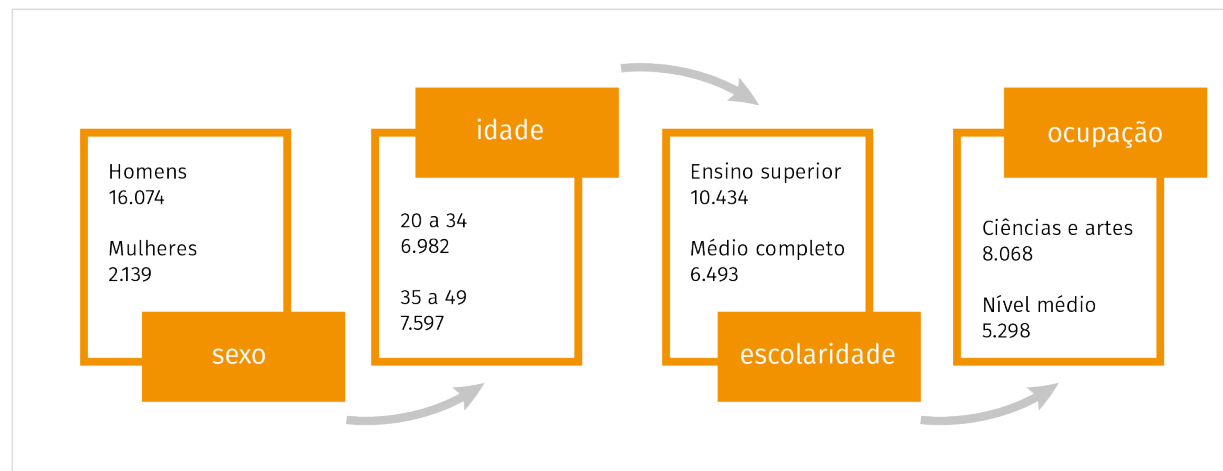 Homens
16.074
Mulheres
2.139
sexo
idade
20 a 34
6.982
35 a 49
7.597
Ensino superior
10.434
Médio completo
6.493
escolaridade
ocupação
Ciências e artes
8.068
Nível médio
5.298